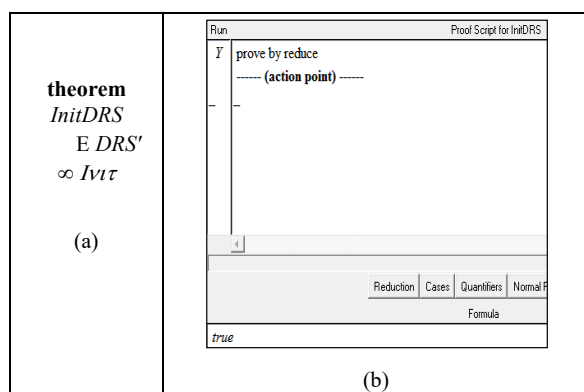 theorem
InitDRS
E DRS′
∞ Ινιτ
(a)
Run Proof Script for InitDRS
Y prove by reduce
------ (action point) ------
Reduction Cases Quantifiers Normal F
Formula
true
(b)